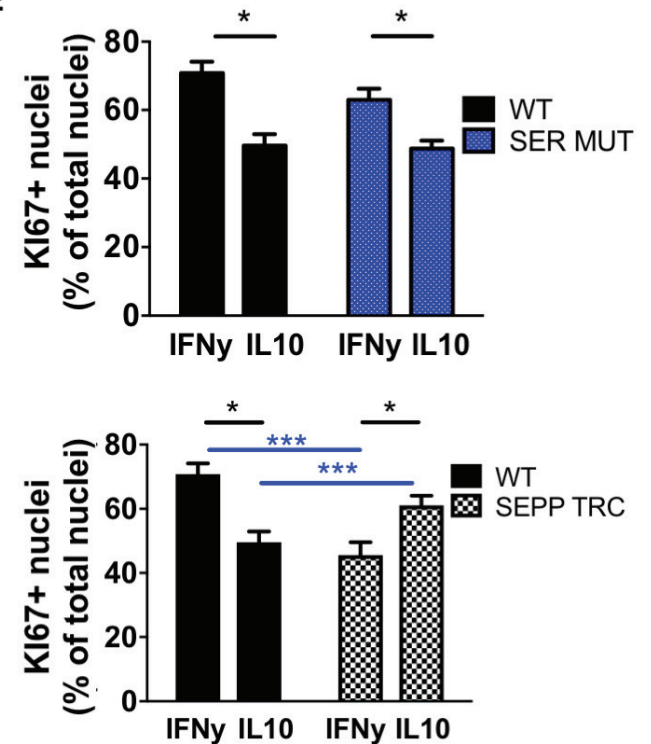 *
*
80
60
40
20
0
KI67+ nuclei
(% of total nuclei)
WT
SER MUT
IFNy IL10
IFNy IL10
*
*
***
***
80
60
40
20
0
KI67+ nuclei
(% of total nuclei)
WT
SEPP TRC
IFNy IL10
IFNy IL10